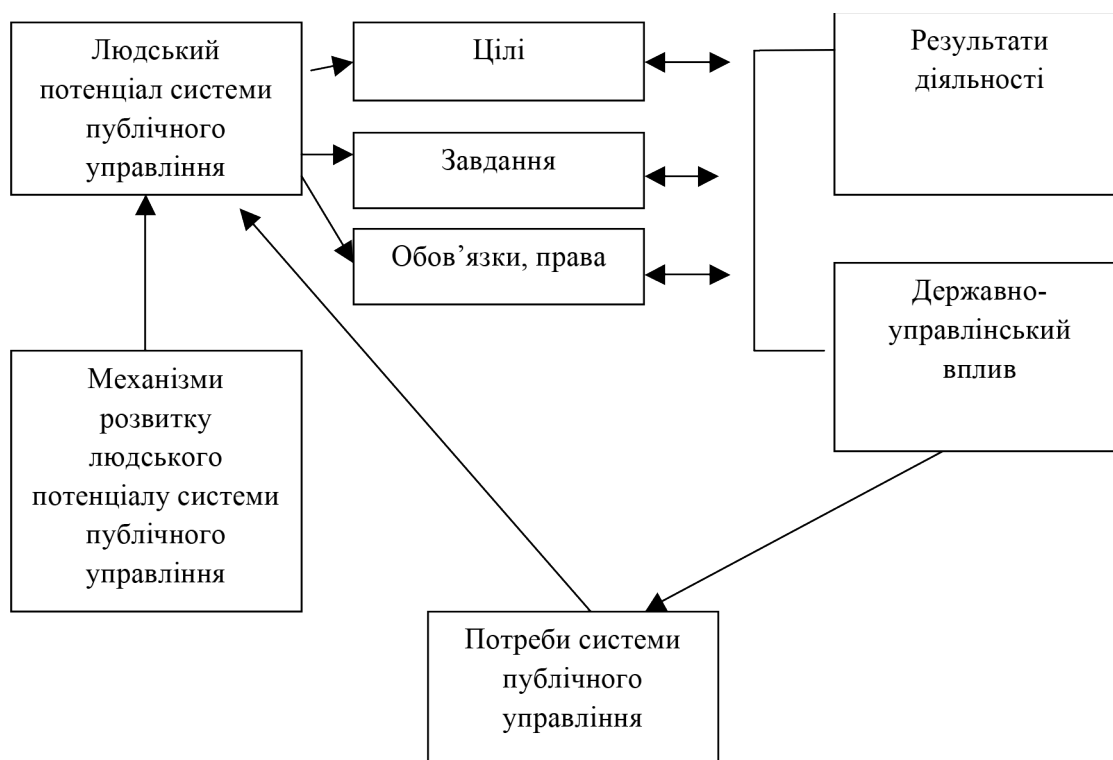 Людський
потенціал системи
публічного
управління
Цілі
Завдання
Обов’язки, права
Результати
діяльності
Державно-
управлінський
вплив
Механізми
розвитку
людського
потенціалу системи
публічного
управління
Потреби системи
публічного
управління